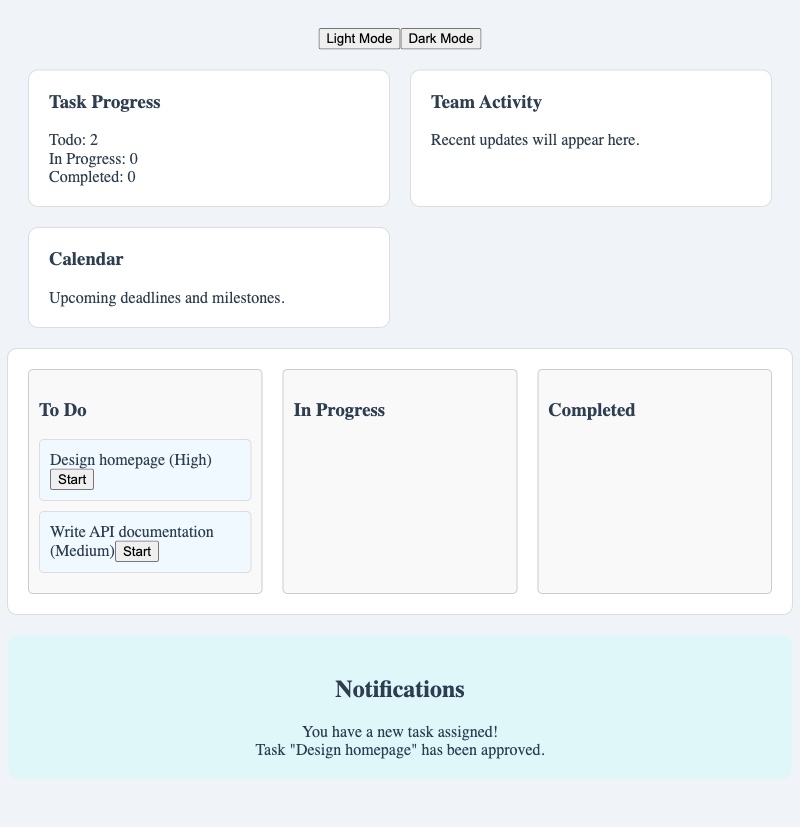 Light Mode Dark Mode
Task Progress
Todo: 2
In Progress: 0
Completed: 0
Team Activity
Recent updates will appear here.
Calendar
Upcoming deadlines and milestones.
To Do
Design homepage (High)
Start
Write API documentation
(Medium) Start
In Progress
Completed
Notifications
You have a new task assigned!
Task "Design homepage" has been approved.